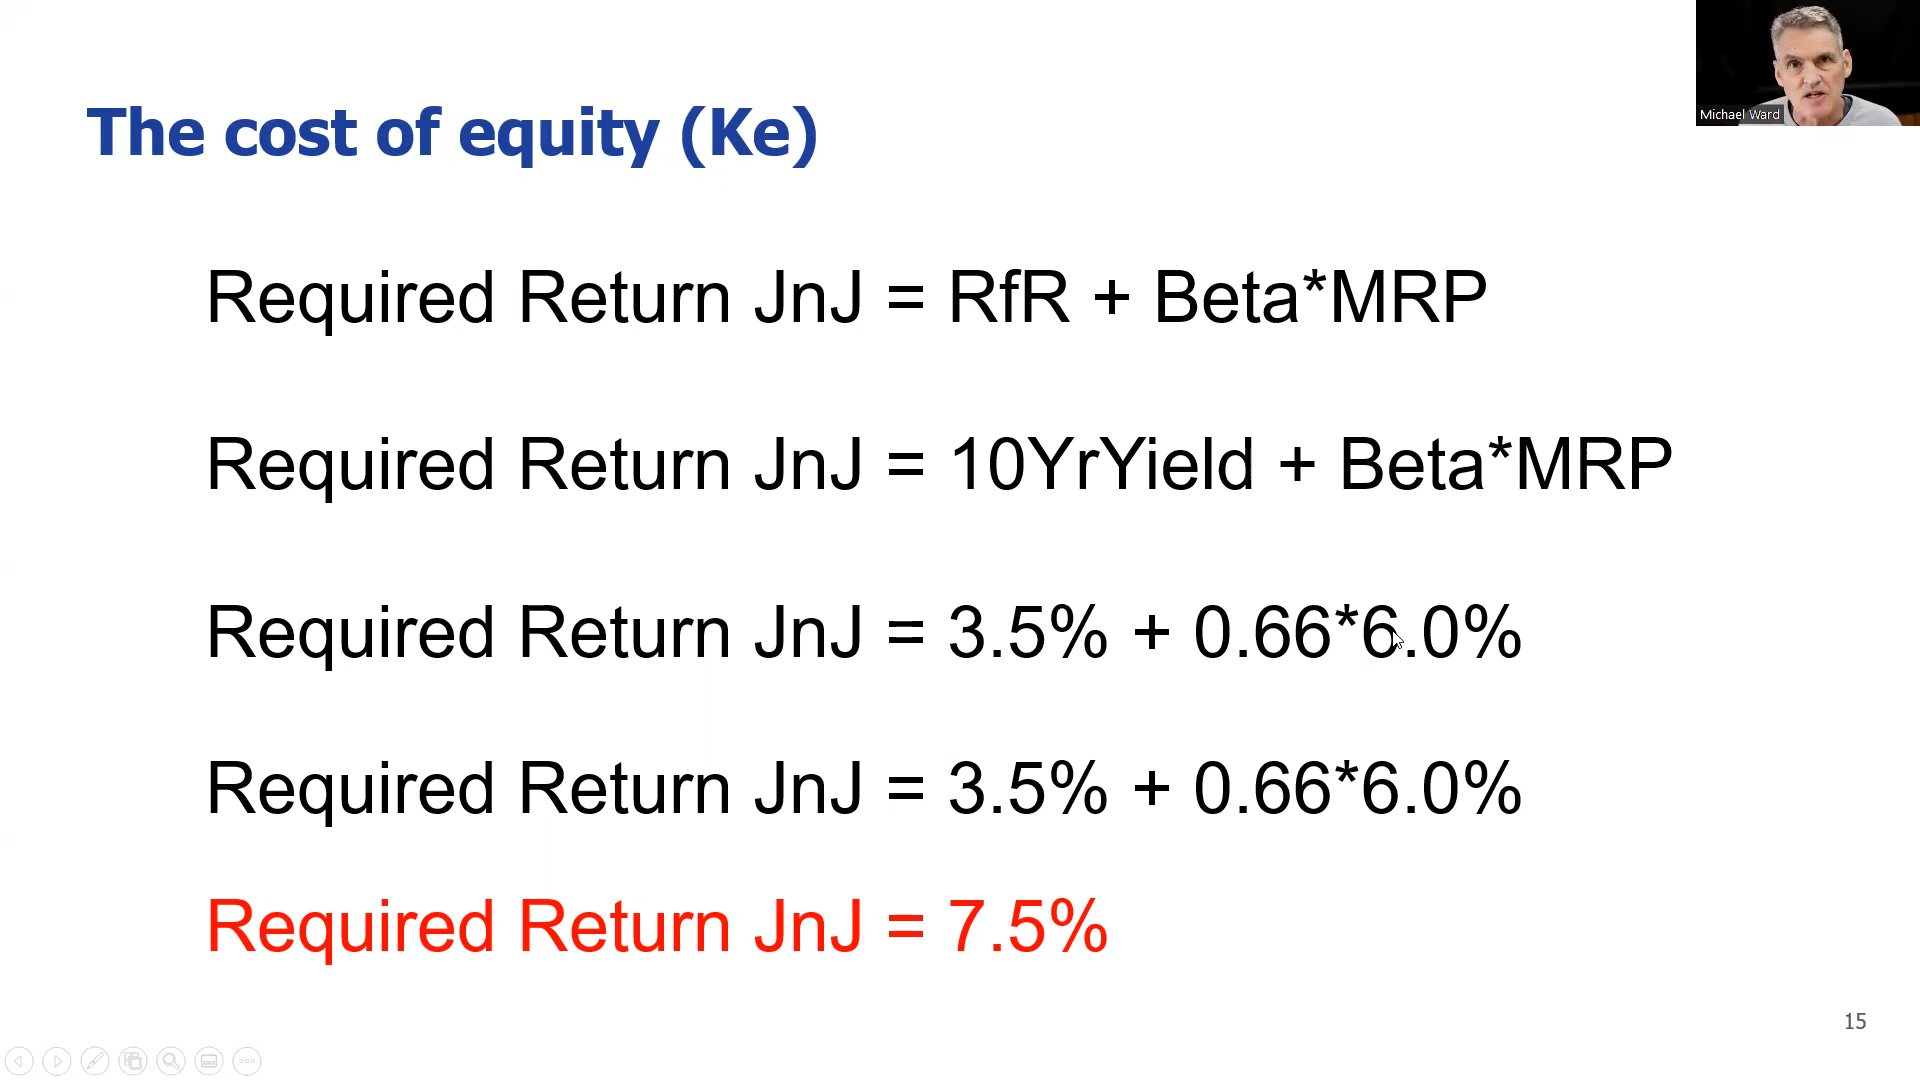 Michael Ward
The cost of equity (Ke)
Required Return JnJ = RfR + Beta*MRP
Required Return JnJ = 10YrYield + Beta*MRP
Required Return JnJ = 3.5% + 0.66*6.0%
Required Return JnJ = 3.5% + 0.66*6.0%
Required Return JnJ = 7.5%
15